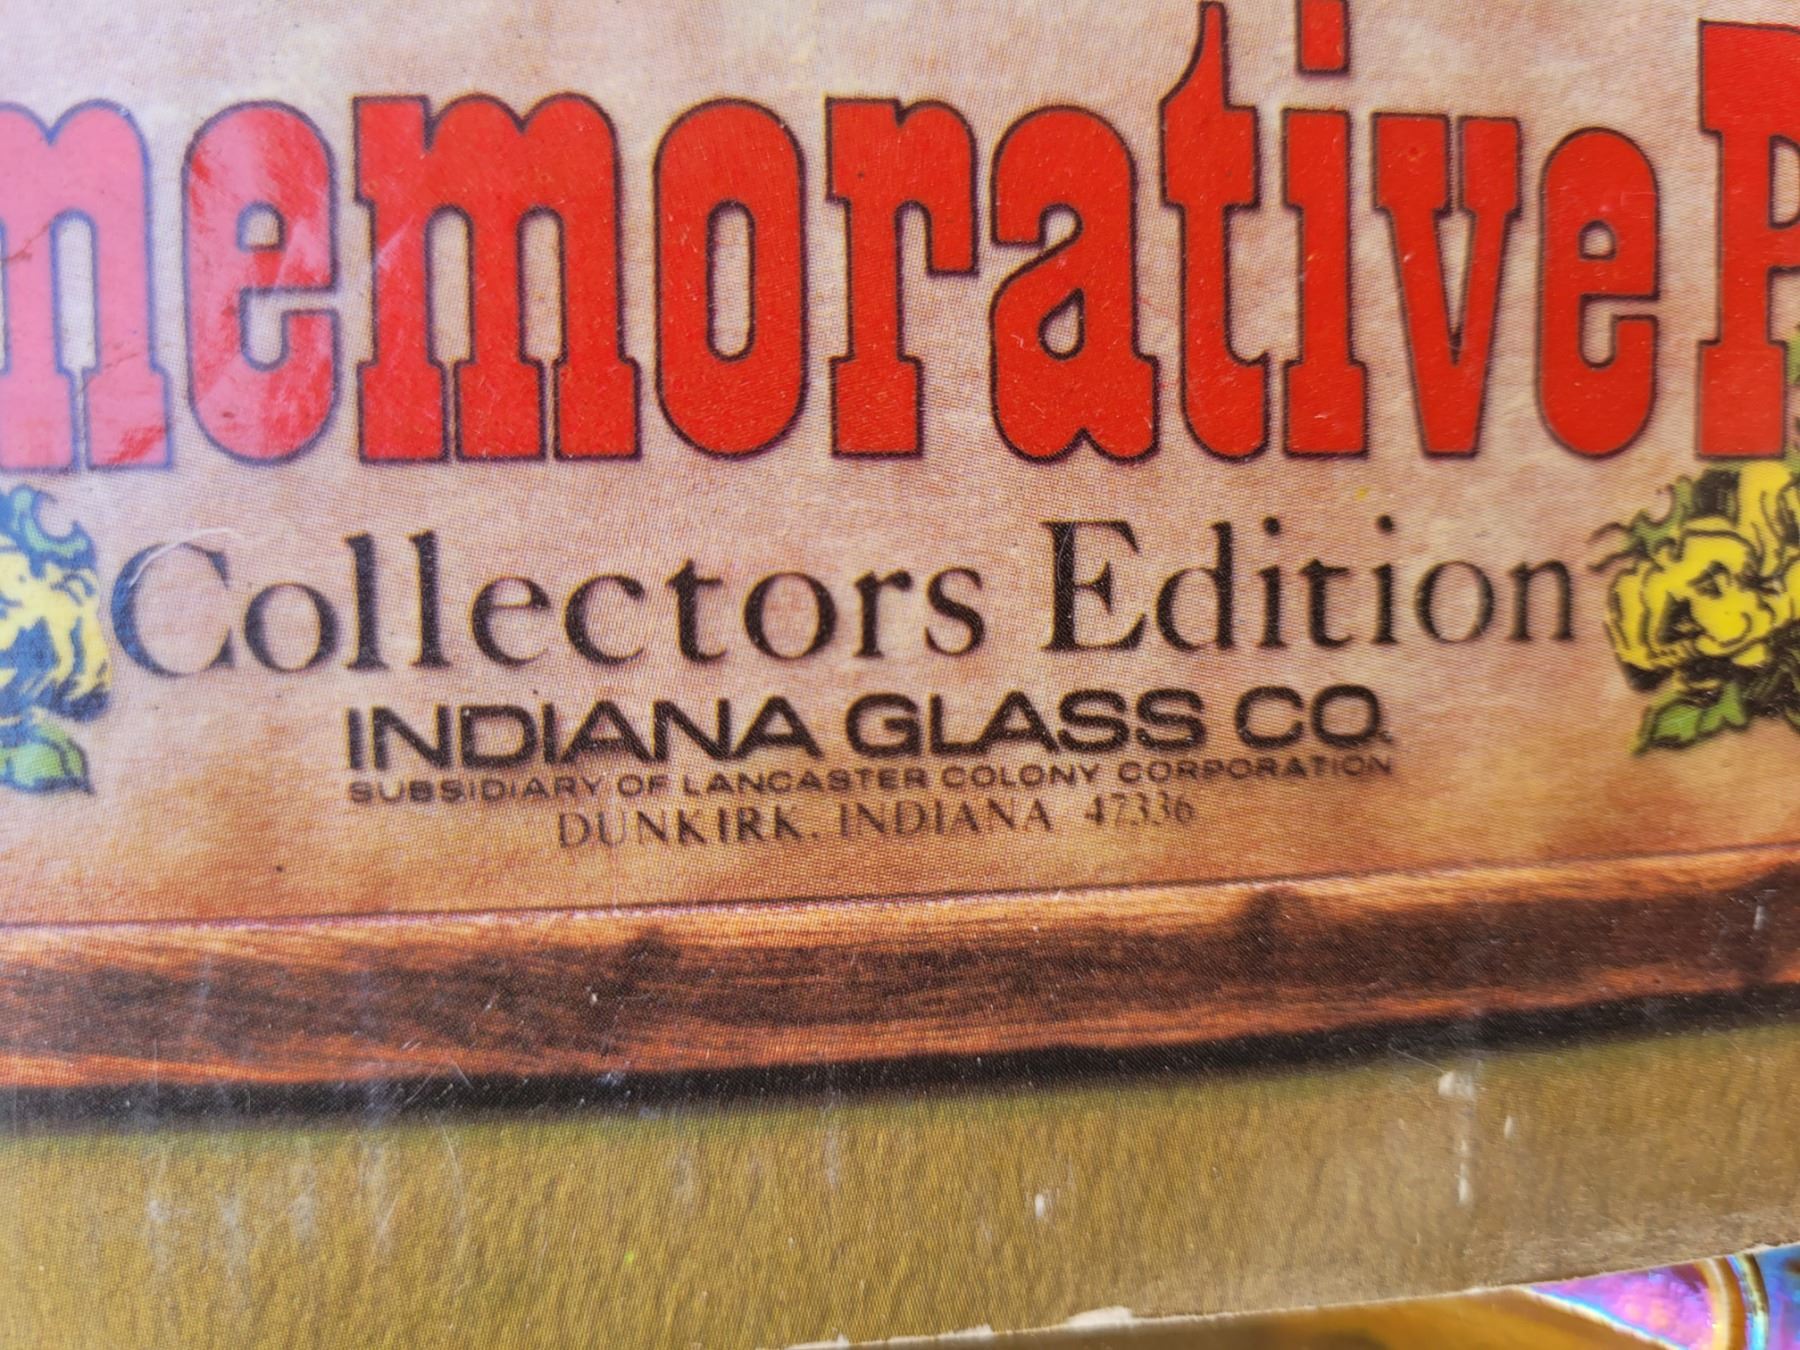 memorative P
Collectors Edition
INDIANA GLASS CO.
SUBSIDIARY OF LANCASTER COLONY CORPORATION
DUNKIRK, INDIANA 47336